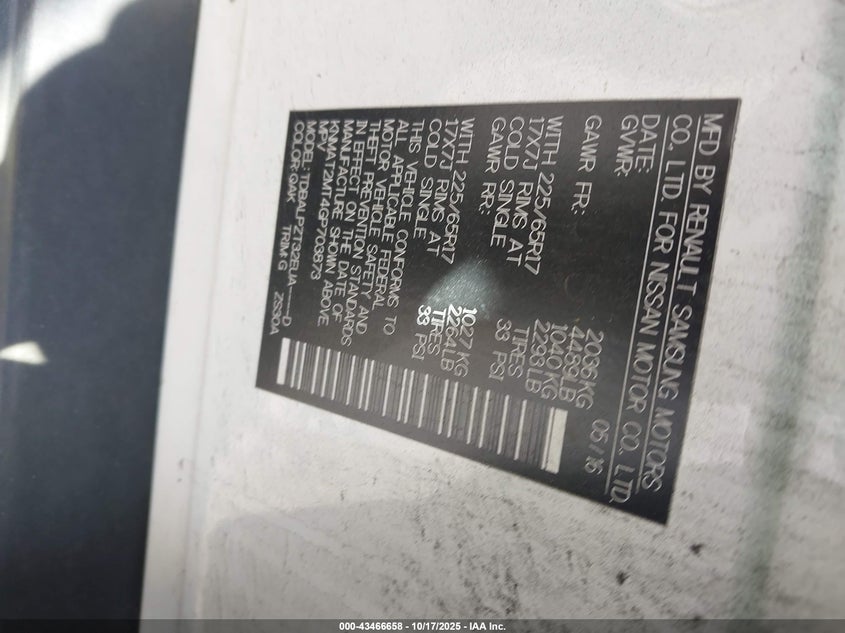 MFD BY RENAULT SAMSUNG MOTORS
CO., LTD. FOR NISSAN MOTOR CO., LTD.
DATE: 05/16
GVWR: 2036KG
4489LB
GAWR FR: 1040KG
2293LB
WITH 225/65R17 TIRES
17X7J RIMS AT 33 PSI
COLD SINGLE
GAWR RR: 1027KG
2264LB
WITH 225/65R17 TIRES
17X7J RIMS AT 33 PSI
COLD SINGLE
THIS VEHICLE CONFORMS TO
ALL APPLICABLE FEDERAL
MOTOR VEHICLE SAFETY AND
THEFT PREVENTION STANDARDS
IN EFFECT ON THE DATE OF
MANUFACTURE SHOWN ABOVE
KNMAT2MT4GP703973
MPV
COLOR: QAK TRIM:G 2539A
000-43466658 - 10/17/2025 - IAA Inc.